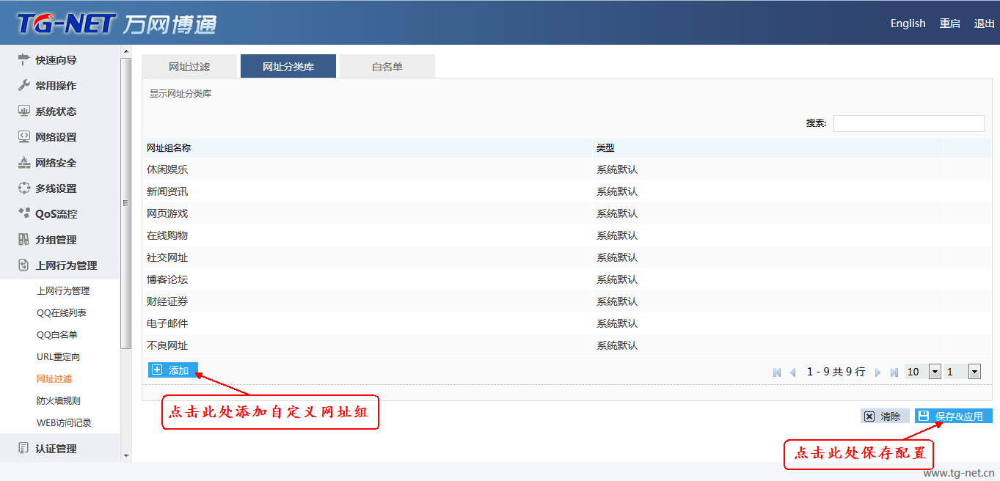 TG-NET 万网博通
English 重启 退出
快速向导
常用操作
系统状态
网络设置
网络安全
多线设置
QoS流控
分组管理
上网行为管理
上网行为管理
QQ在线列表
QQ白名单
URL重定向
网址过滤
防火墙规则
WEB访问记录
认证管理
网址过滤 网址分类库 白名单
显示网址分类库
搜索:
网址组名称 类型
休闲娱乐 系统默认
新闻资讯 系统默认
网页游戏 系统默认
在线购物 系统默认
社交网址 系统默认
博客论坛 系统默认
财经证券 系统默认
电子邮件 系统默认
不良网址 系统默认
添加 1 - 9 共 9 行 10 1
点击此处添加自定义网址组
清除 保存&应用
点击此处保存配置
www.tg-net.cn